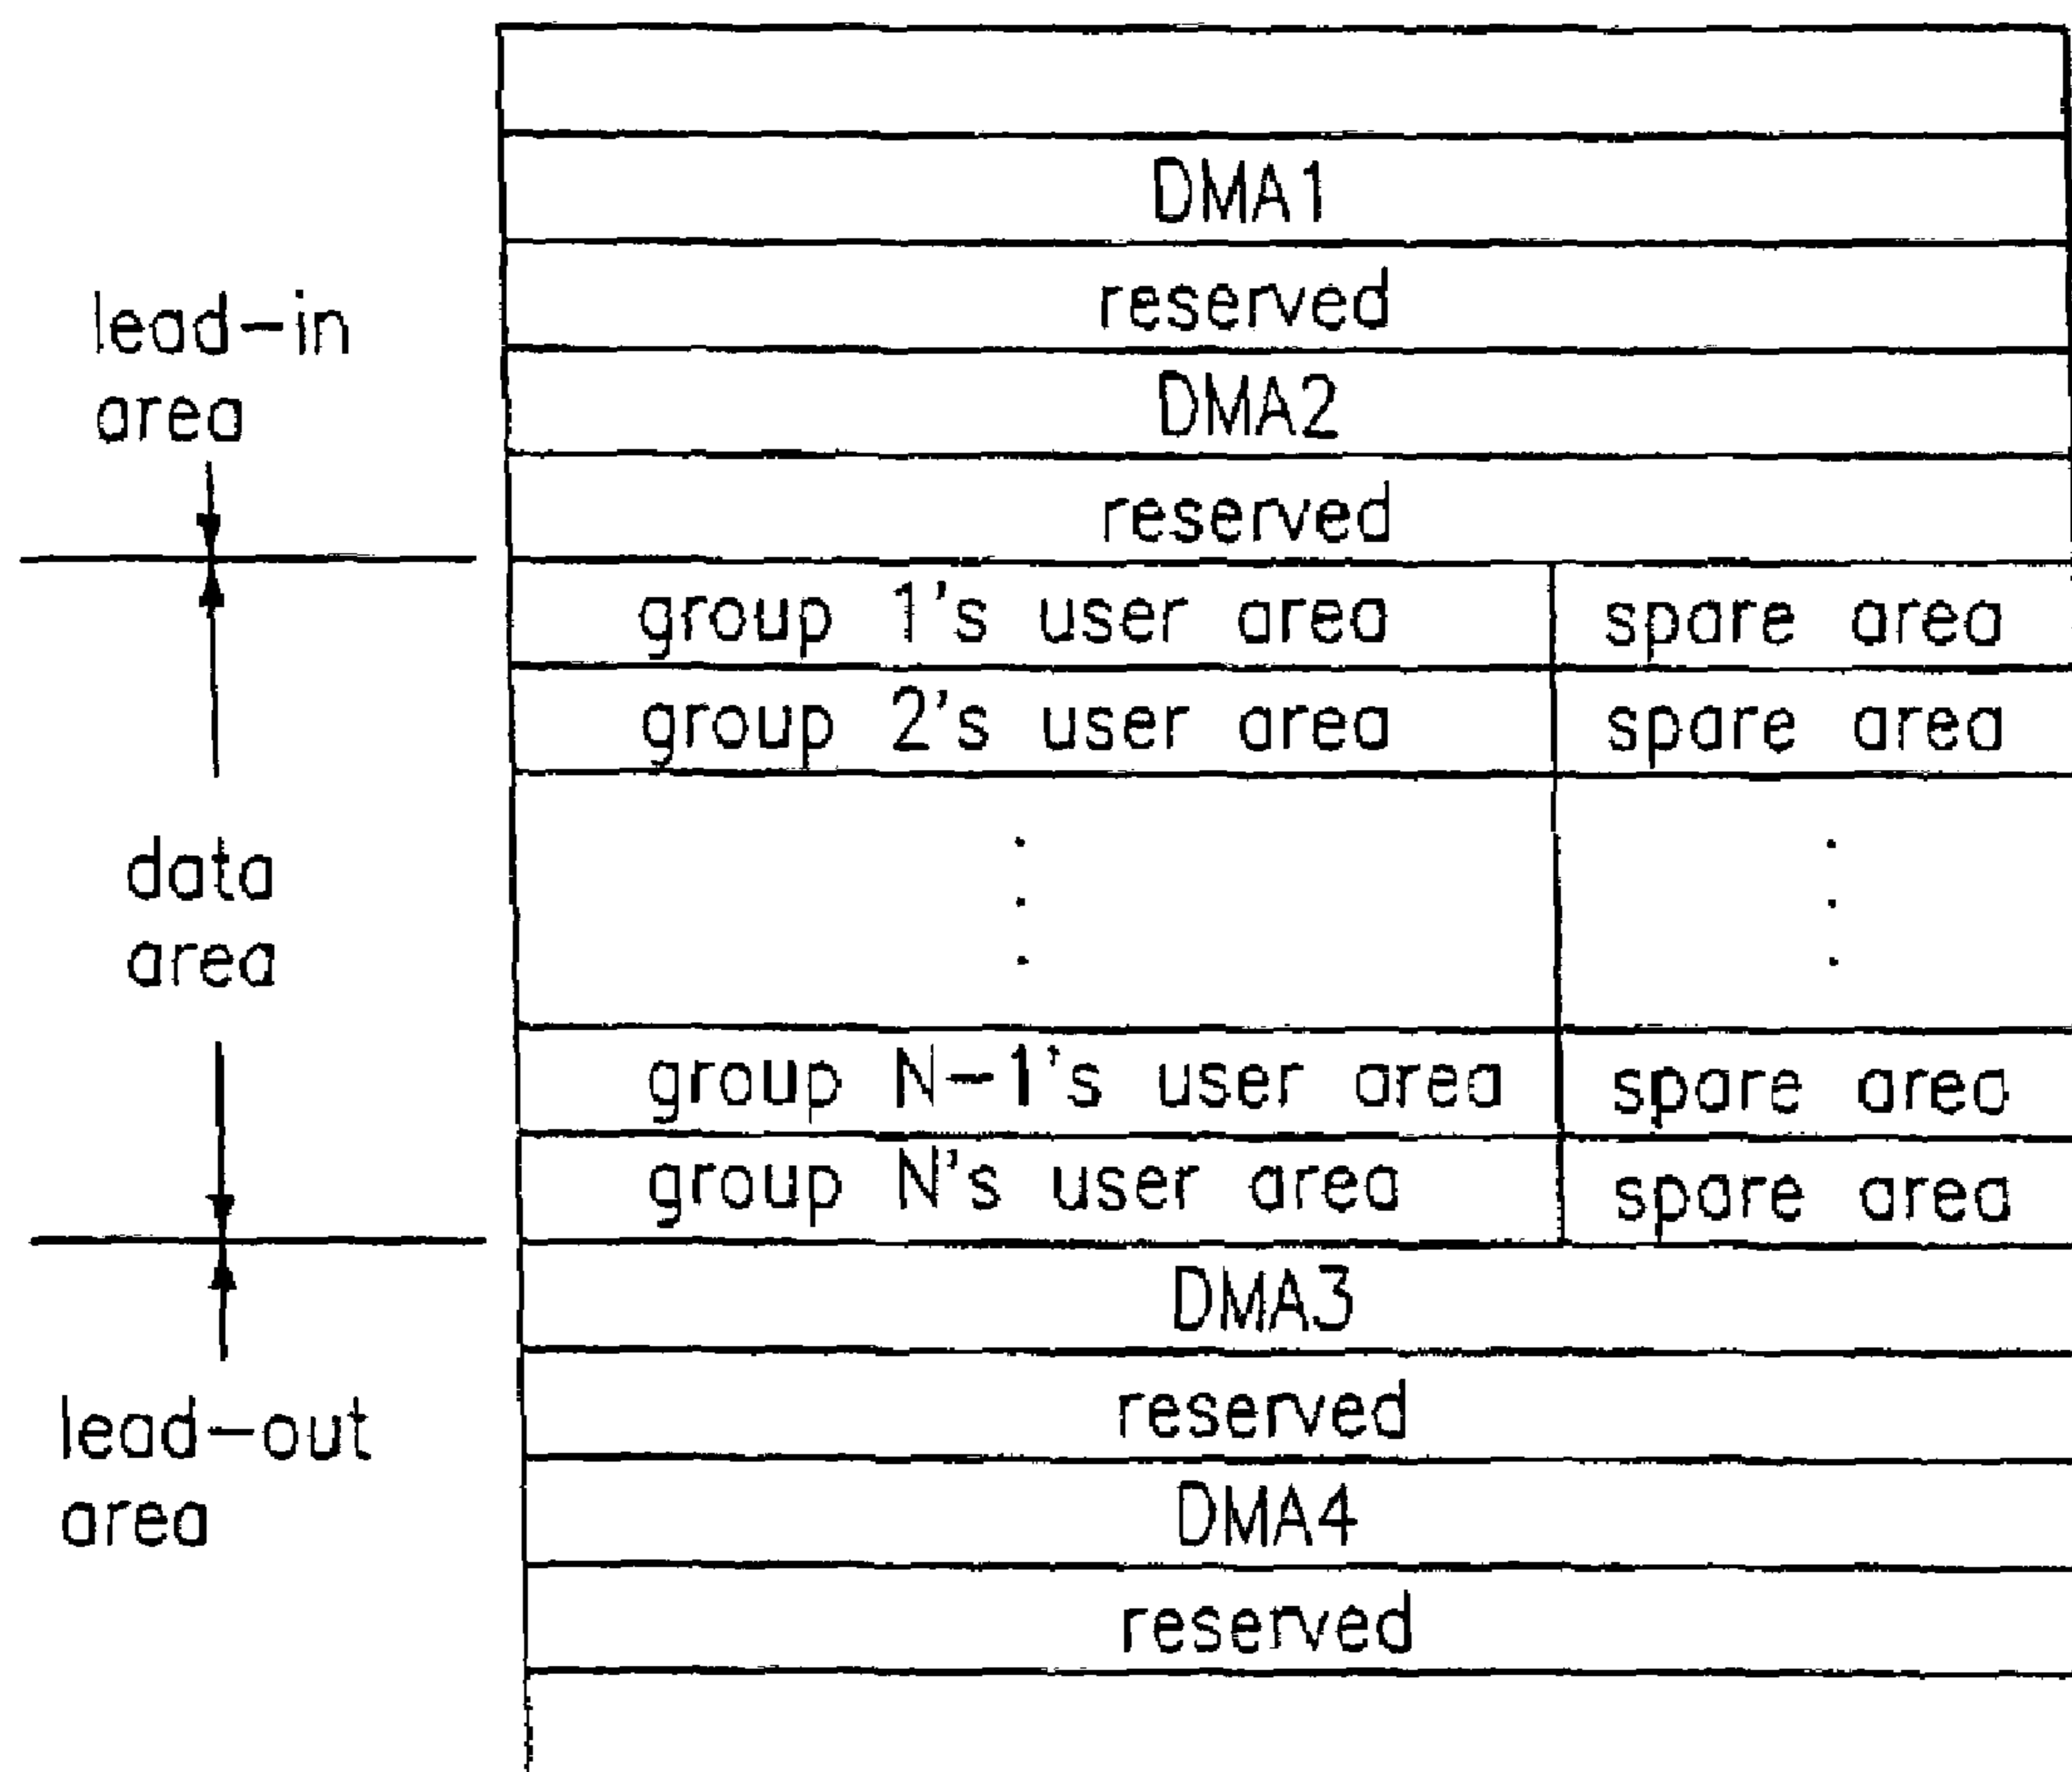 DMA1
reserved
lead-in
area
DMA2
reserved
group 1's user area spare area
group 2's user area spare area
data
area
group N-1's user area spare area
group N's user area spare area
DMA3
reserved
lead-out
area
DMA4
reserved